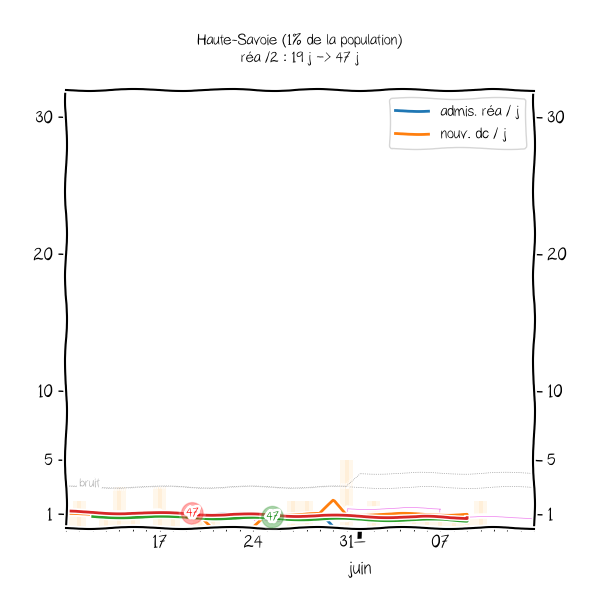 Haute-Savoie (1% de la population)
réa /2 : 19 j -> 47 j
admis. réa / j
nouv. dc / j
30
30
20
20
10
10
5
5
bruit
47
47
1
1
17
24
31
07
juin